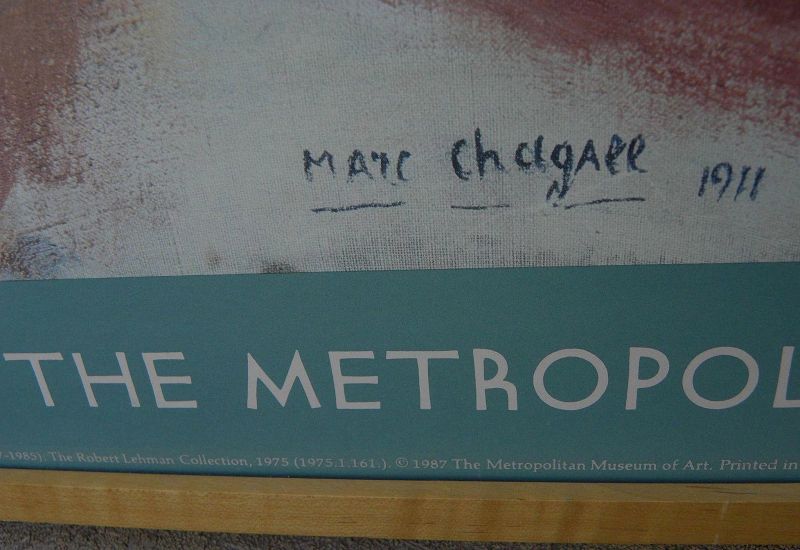 Marc Chagall 1911
THE METROPOL
-1985): The Robert Lehman Collection, 1975 (1975.1.161.). © 1987 The Metropolitan Museum of Art. Printed in